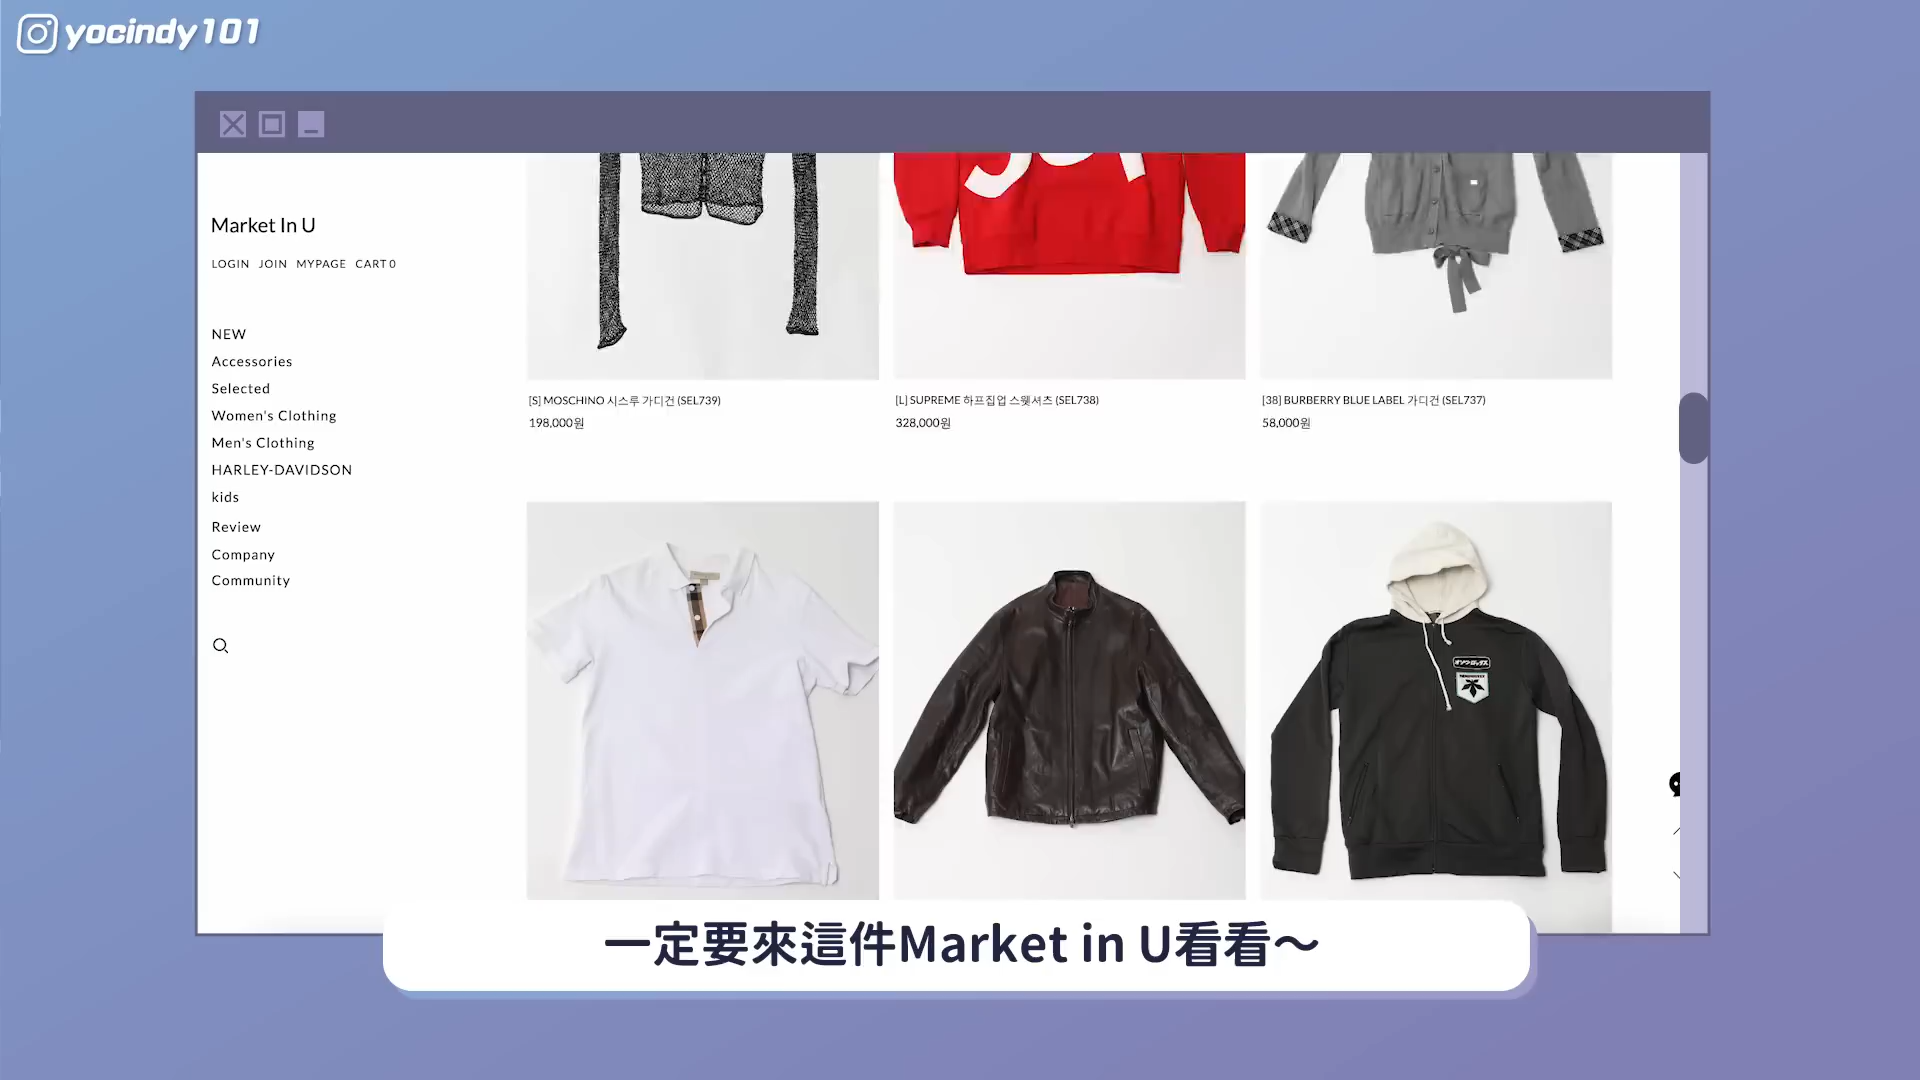 yocindy101
Market In U
LOGIN JOIN MYPAGE CART 0
NEW
Accessories
Selected
Women's Clothing
Men's Clothing
HARLEY-DAVIDSON
kids
Review
Company
Community
[S] MOSCHINO 시스루 가디건 (SEL739)
198,000원
[L] SUPREME 하프집업 스웻셔츠 (SEL738)
328,000원
[38] BURBERRY BLUE LABEL 가디건 (SEL737)
58,000원
一定要來這件Market in U看看～